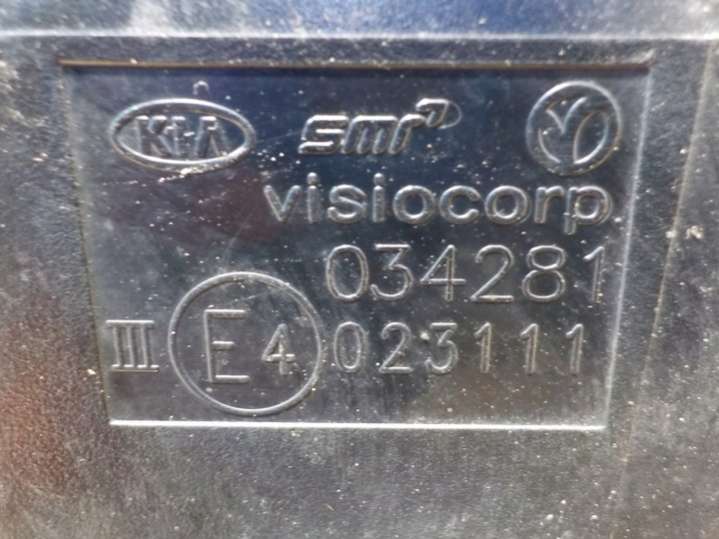 KIA SMR
visiocorp
034281
III E4 023111